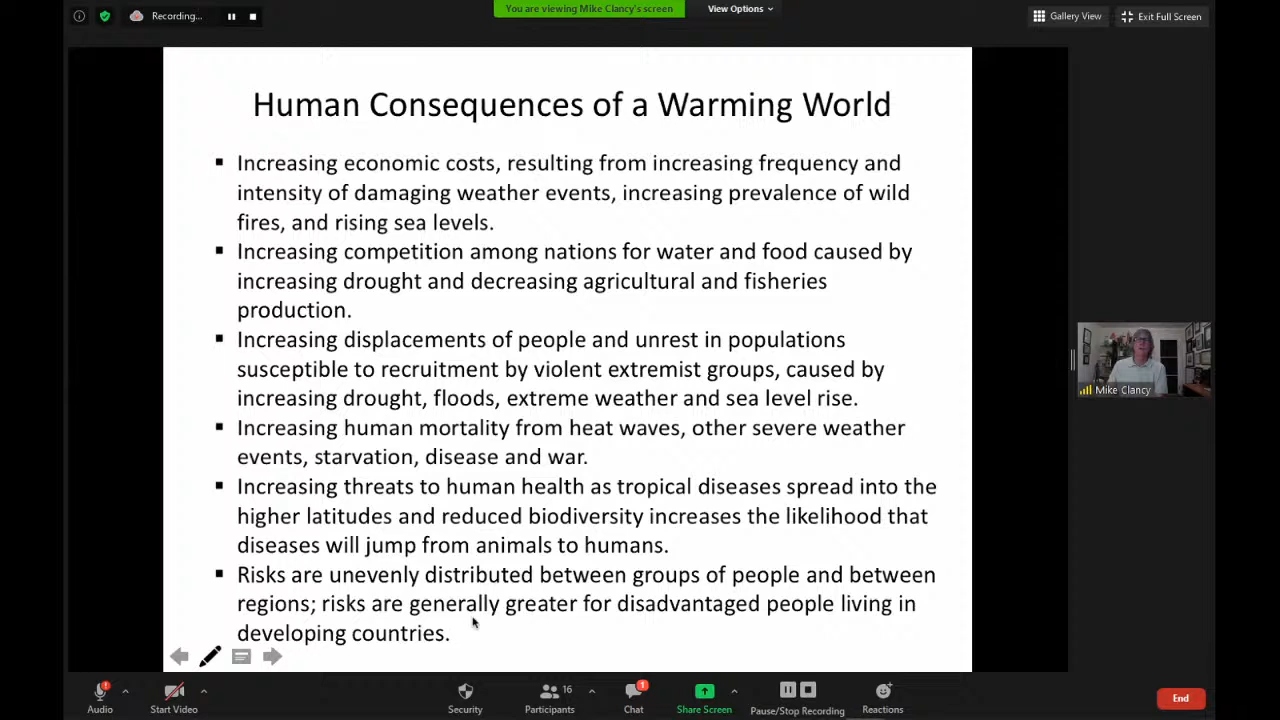 Recording...
You are viewing Mike Clancy's screen
View Options
Gallery View
Exit Full Screen
Human Consequences of a Warming World
▪ Increasing economic costs, resulting from increasing frequency and
intensity of damaging weather events, increasing prevalence of wild
fires, and rising sea levels.
▪ Increasing competition among nations for water and food caused by
increasing drought and decreasing agricultural and fisheries
production.
▪ Increasing displacements of people and unrest in populations
susceptible to recruitment by violent extremist groups, caused by
increasing drought, floods, extreme weather and sea level rise.
▪ Increasing human mortality from heat waves, other severe weather
events, starvation, disease and war.
▪ Increasing threats to human health as tropical diseases spread into the
higher latitudes and reduced biodiversity increases the likelihood that
diseases will jump from animals to humans.
▪ Risks are unevenly distributed between groups of people and between
regions; risks are generally greater for disadvantaged people living in
developing countries.
Mike Clancy
Audio
Start Video
Security
Participants 16
Chat 1
Share Screen
Pause/Stop Recording
Reactions
End